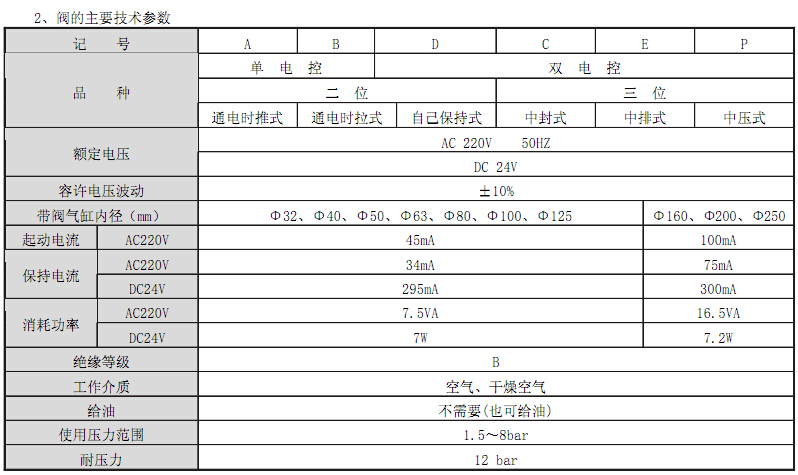 2、阀的主要技术参数
记 号 A B D C E P
品 种 单 电 控 双 电 控
二 位 三 位
通电时推式 通电时拉式 自己保持式 中封式 中排式 中压式
额定电压 AC 220V 50HZ
DC 24V
容许电压波动 ±10%
带阀气缸内径（mm） Φ32、Φ40、Φ50、Φ63、Φ80、Φ100、Φ125 Φ160、Φ200、Φ250
起动电流 AC220V 45mA 100mA
保持电流 AC220V 34mA 75mA
DC24V 295mA 300mA
消耗功率 AC220V 7.5VA 16.5VA
DC24V 7W 7.2W
绝缘等级 B
工作介质 空气、干燥空气
给油 不需要(也可给油)
使用压力范围 1.5～8bar
耐压力 12 bar